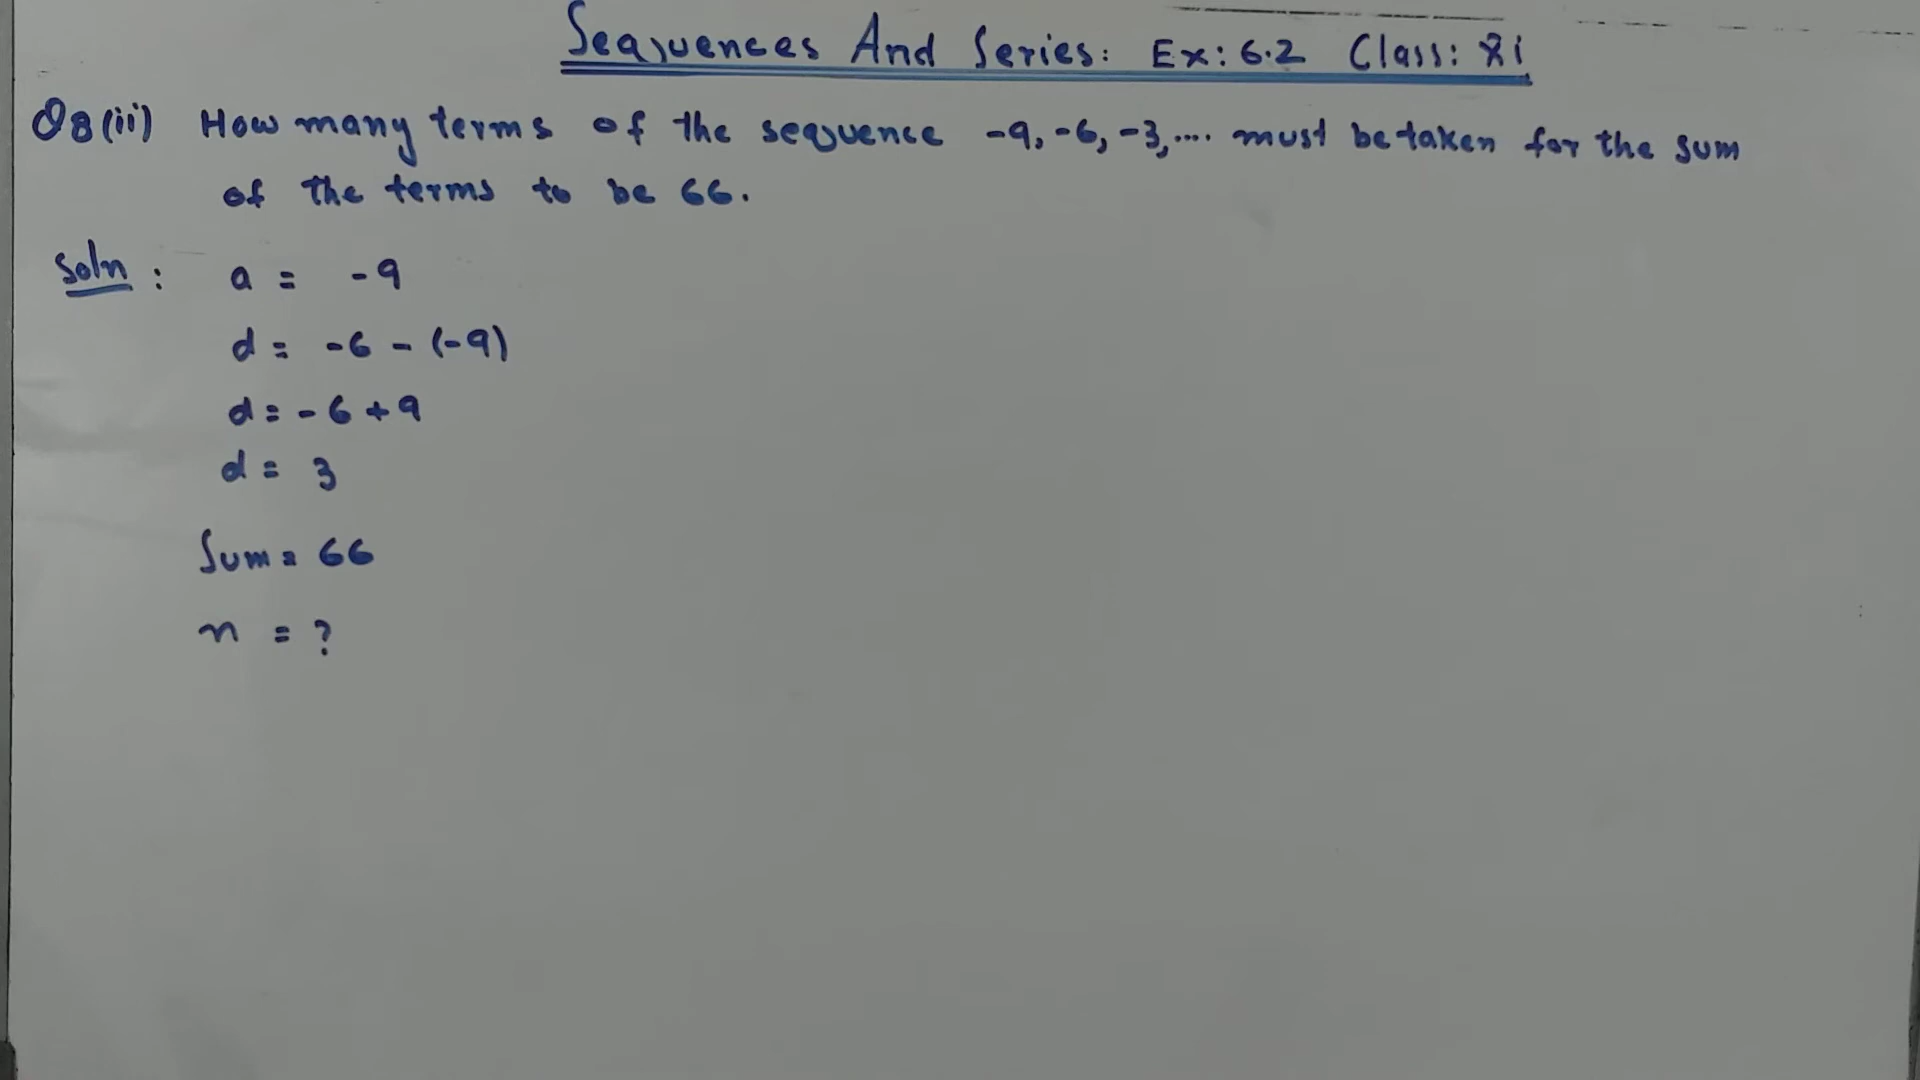 Sequences And Series: Ex: 6.2 Class: XI
Q8(ii) How many terms of the sequence -9, -6, -3, .... must be taken for the sum
of the terms to be 66.
Soln : a = -9
d = -6 - (-9)
d = -6 + 9
d = 3
Sum = 66
n = ?